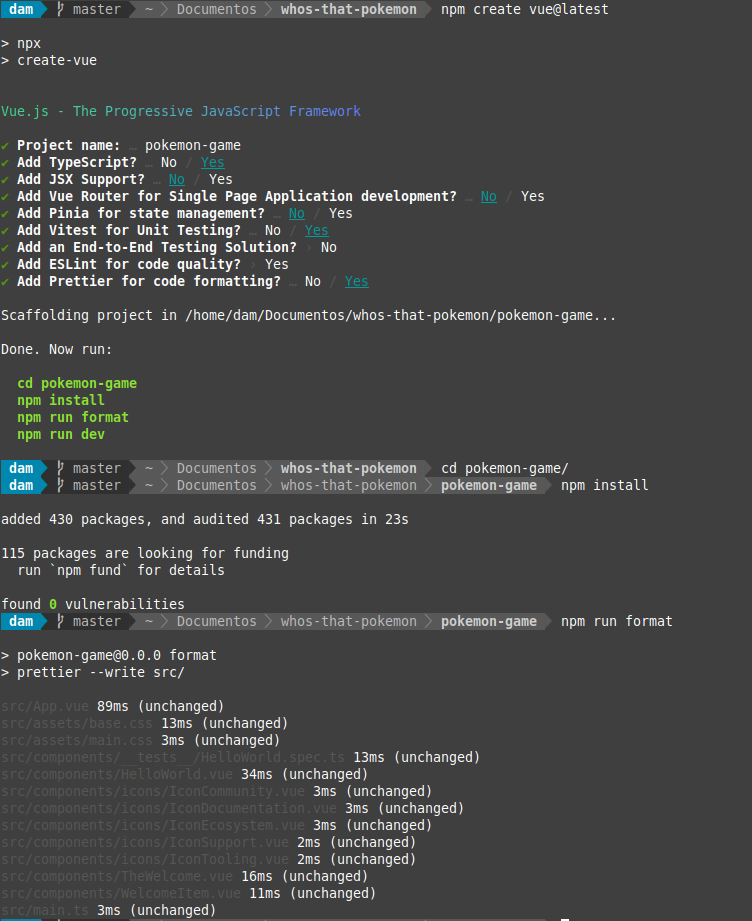 dam master ~ Documentos whos-that-pokemon npm create vue@latest
> npx
> create-vue
Vue.js - The Progressive JavaScript Framework
✔ Project name: … pokemon-game
✔ Add TypeScript? … No / Yes
✔ Add JSX Support? … No / Yes
✔ Add Vue Router for Single Page Application development? … No / Yes
✔ Add Pinia for state management? … No / Yes
✔ Add Vitest for Unit Testing? … No / Yes
✔ Add an End-to-End Testing Solution? › No
✔ Add ESLint for code quality? › Yes
✔ Add Prettier for code formatting? … No / Yes
Scaffolding project in /home/dam/Documentos/whos-that-pokemon/pokemon-game...
Done. Now run:
cd pokemon-game
npm install
npm run format
npm run dev
dam master ~ Documentos whos-that-pokemon cd pokemon-game/
dam master ~ Documentos whos-that-pokemon pokemon-game npm install
added 430 packages, and audited 431 packages in 23s
115 packages are looking for funding
run `npm fund` for details
found 0 vulnerabilities
dam master ~ Documentos whos-that-pokemon pokemon-game npm run format
> pokemon-game@0.0.0 format
> prettier --write src/
src/App.vue 89ms (unchanged)
src/assets/base.css 13ms (unchanged)
src/assets/main.css 3ms (unchanged)
src/components/__tests__/HelloWorld.spec.ts 13ms (unchanged)
src/components/HelloWorld.vue 34ms (unchanged)
src/components/icons/IconCommunity.vue 3ms (unchanged)
src/components/icons/IconDocumentation.vue 3ms (unchanged)
src/components/icons/IconEcosystem.vue 3ms (unchanged)
src/components/icons/IconSupport.vue 2ms (unchanged)
src/components/icons/IconTooling.vue 2ms (unchanged)
src/components/TheWelcome.vue 16ms (unchanged)
src/components/WelcomeItem.vue 11ms (unchanged)
src/main.ts 3ms (unchanged)